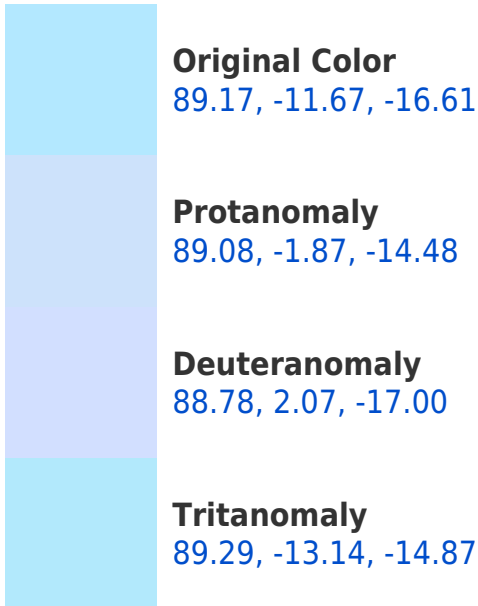 Original Color
89.17, -11.67, -16.61
Protanomaly
89.08, -1.87, -14.48
Deuteranomaly
88.78, 2.07, -17.00
Tritanomaly
89.29, -13.14, -14.87